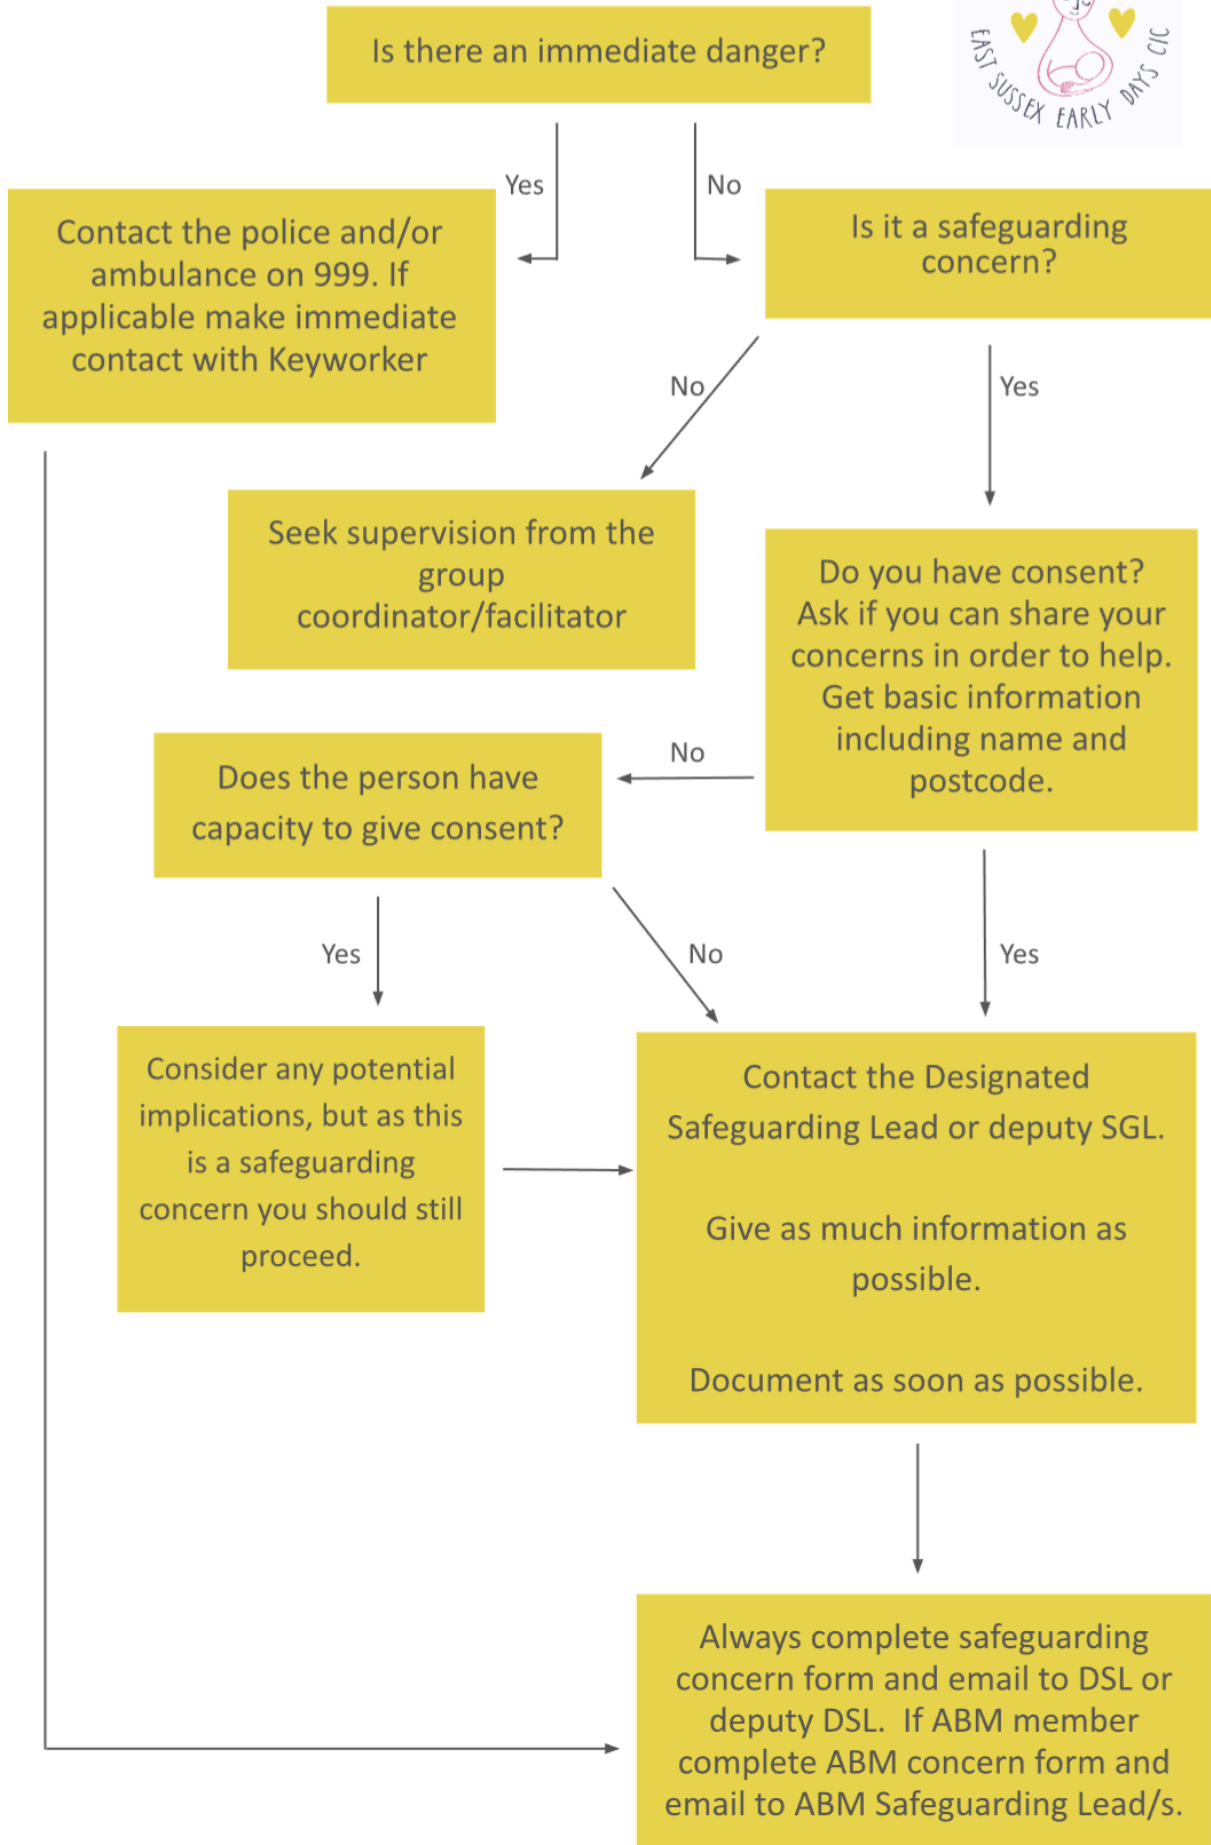 EAST SUSSEX EARLY DAYS CIC
Is there an immediate danger?
Yes
No
Contact the police and/or
ambulance on 999. If
applicable make immediate
contact with Keyworker
Is it a safeguarding
concern?
No
Yes
Seek supervision from the
group
coordinator/facilitator
Do you have consent?
Ask if you can share your
concerns in order to help.
Get basic information
including name and
postcode.
No
Does the person have
capacity to give consent?
Yes
No
Yes
Consider any potential
implications, but as this
is a safeguarding
concern you should still
proceed.
Contact the Designated
Safeguarding Lead or deputy SGL.
Give as much information as
possible.
Document as soon as possible.
Always complete safeguarding
concern form and email to DSL or
deputy DSL.  If ABM member
complete ABM concern form and
email to ABM Safeguarding Lead/s.